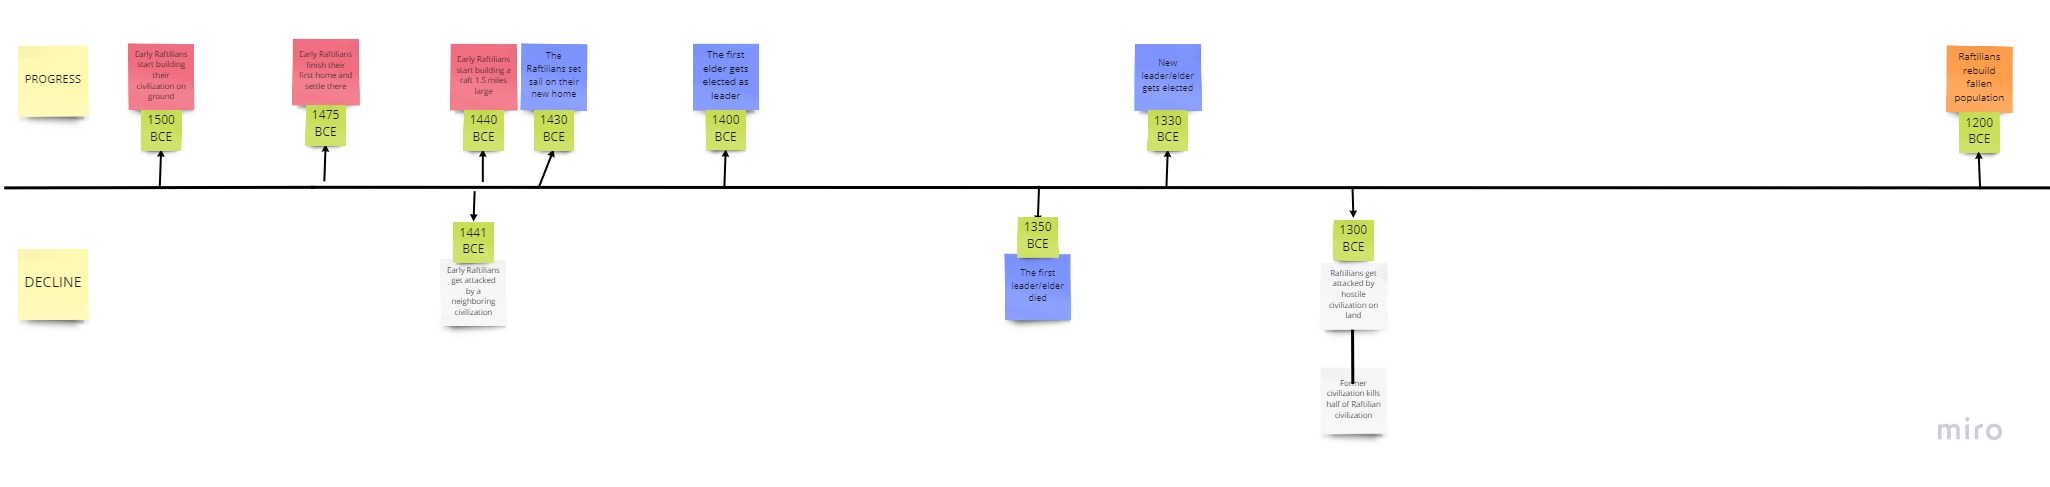 PROGRESS
Early Raftilians
start building
their
civilization on
ground
1500
BCE
Early Raftilians
finish their
first home and
settle there
1475
BCE
Early Raftilians
start building a
raft 1,5 miles
large
1440
BCE
The
Raftilians set
sail on their
new home
1430
BCE
The first
elder gets
elected as
leader
1400
BCE
New
leader/elder
gets elected
1330
BCE
Raftilians
rebuild
fallen
population
1200
BCE
DECLINE
1441
BCE
Early Raftilians
get attacked
by a
neighboring
civilization
1350
BCE
The first
leader/elder
died
1300
BCE
Raftilians get
attacked by
hostile
civilization on
land
Former
civilization kills
half of Raftilian
civilization
miro